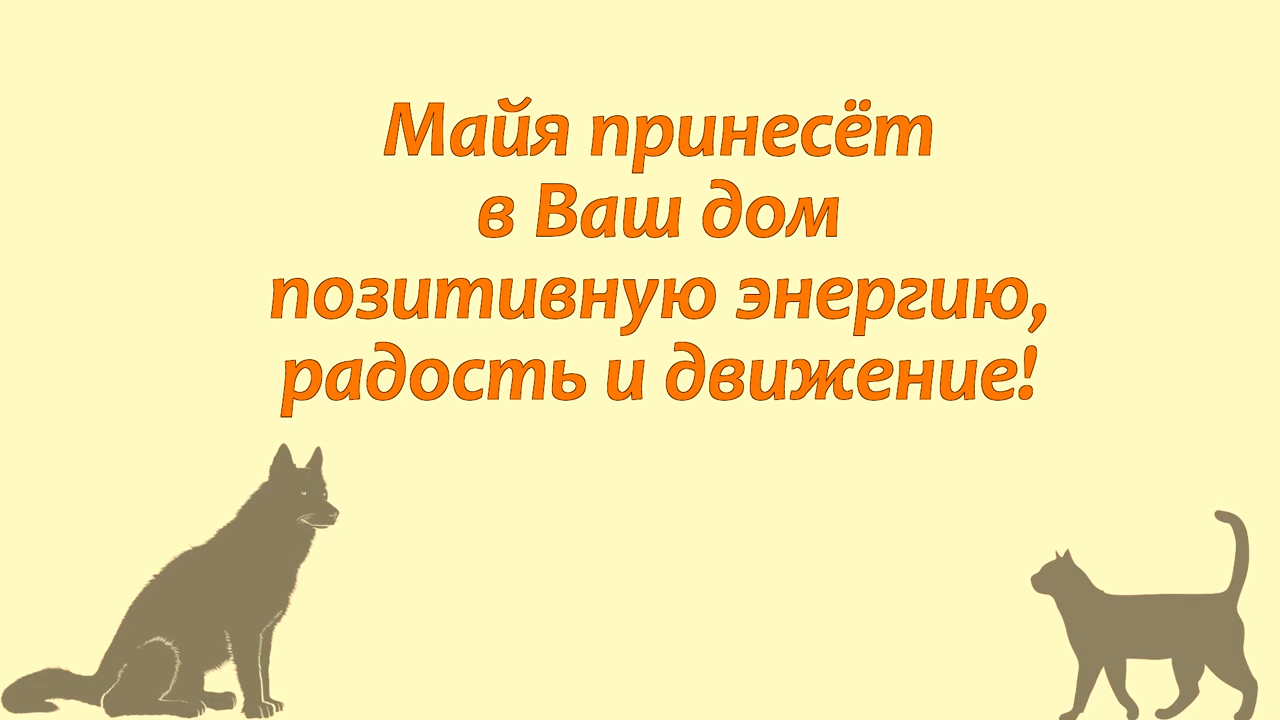 Майя принесёт
в Ваш дом
позитивную энергию,
радость и движение!